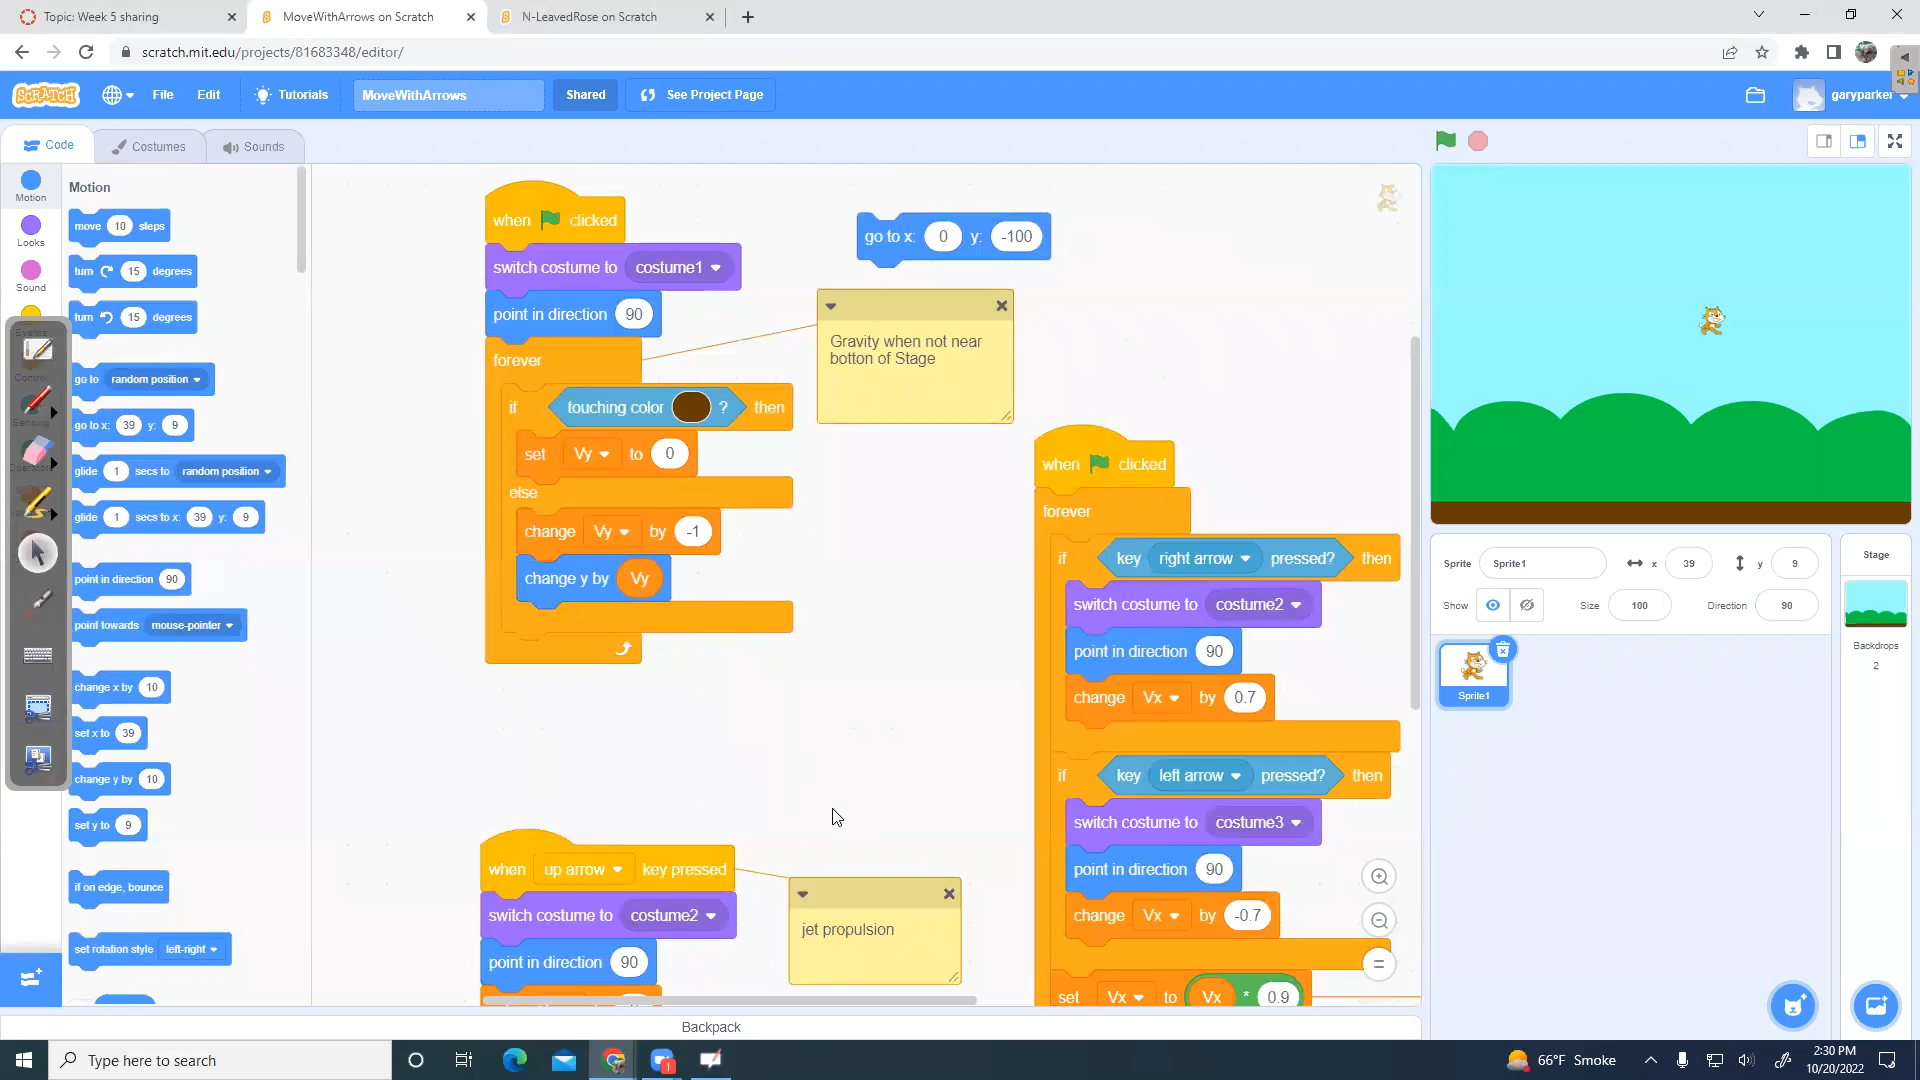 Topic: Week 5 sharing
MoveWithArrows on Scratch
N-LeavedRose on Scratch
scratch.mit.edu/projects/81683348/editor/
SCRATCH
File
Edit
Tutorials
MoveWithArrows
Shared
See Project Page
garyparker
Code
Costumes
Sounds
Motion
Looks
Sound
Events
Control
Sensing
Operators
Motion
move 10 steps
turn 15 degrees
turn 15 degrees
go to random position
go to x: 39 y: 9
glide 1 secs to random position
glide 1 secs to x: 39 y: 9
point in direction 90
point towards mouse-pointer
change x by 10
set x to 39
change y by 10
set y to 9
if on edge, bounce
set rotation style left-right
when clicked
switch costume to costume1
point in direction 90
forever
if touching color ? then
set Vy to 0
else
change Vy by -1
change y by Vy
go to x: 0 y: -100
Gravity when not near
botton of Stage
when up arrow key pressed
switch costume to costume2
point in direction 90
jet propulsion
when clicked
forever
if key right arrow pressed? then
switch costume to costume2
point in direction 90
change Vx by 0.7
if key left arrow pressed? then
switch costume to costume3
point in direction 90
change Vx by -0.7
set Vx to Vx * 0.9
Sprite Sprite1 x 39 y 9
Show Size 100 Direction 90
Sprite1
Stage
Backdrops
2
Backpack
Type here to search
1
66°F Smoke
2:30 PM
10/20/2022